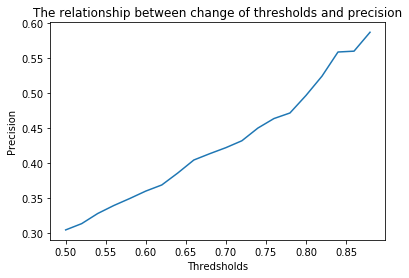 The relationship between change of thresholds and precision
0.60
0.55
0.50
0.45
0.40
0.35
0.30
Precision
0.50 0.55 0.60 0.65 0.70 0.75 0.80 0.85
Thredsholds